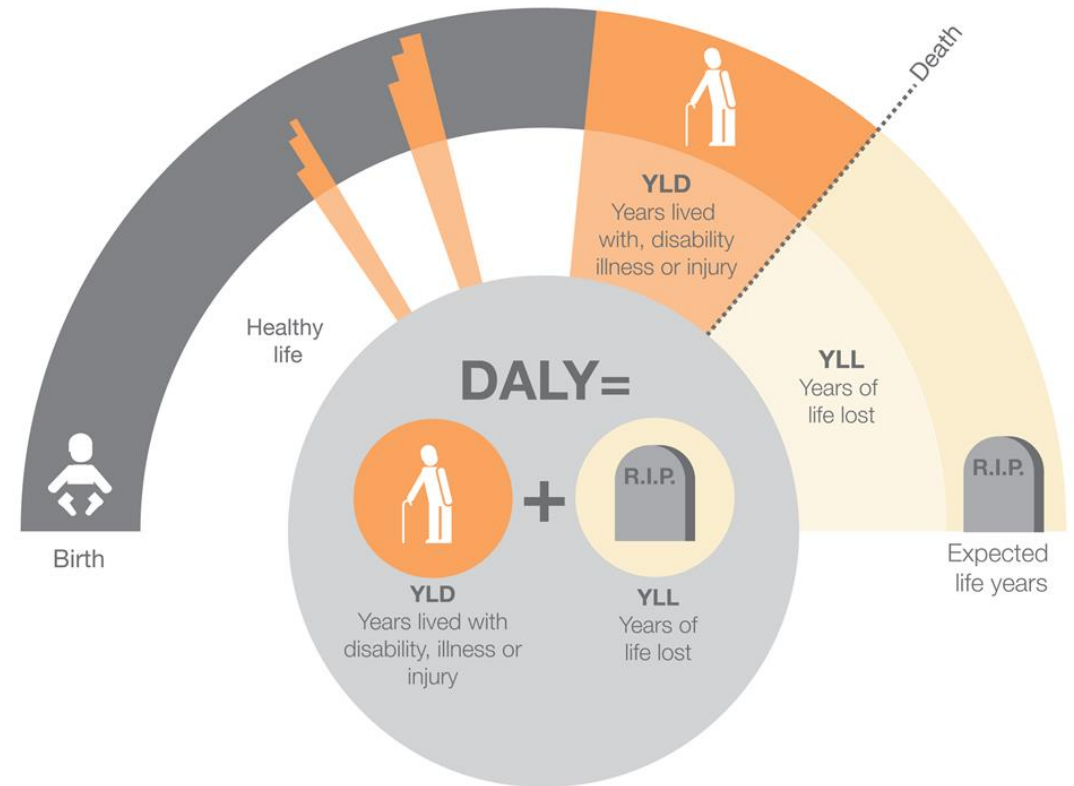 Death
YLD
Years lived
with, disability
illness or injury
Healthy
life
YLL
Years of
life lost
DALY=
R.I.P.
+
R.I.P.
Birth
Expected
life years
YLD
Years lived with
disability, illness or
injury
YLL
Years of
life lost